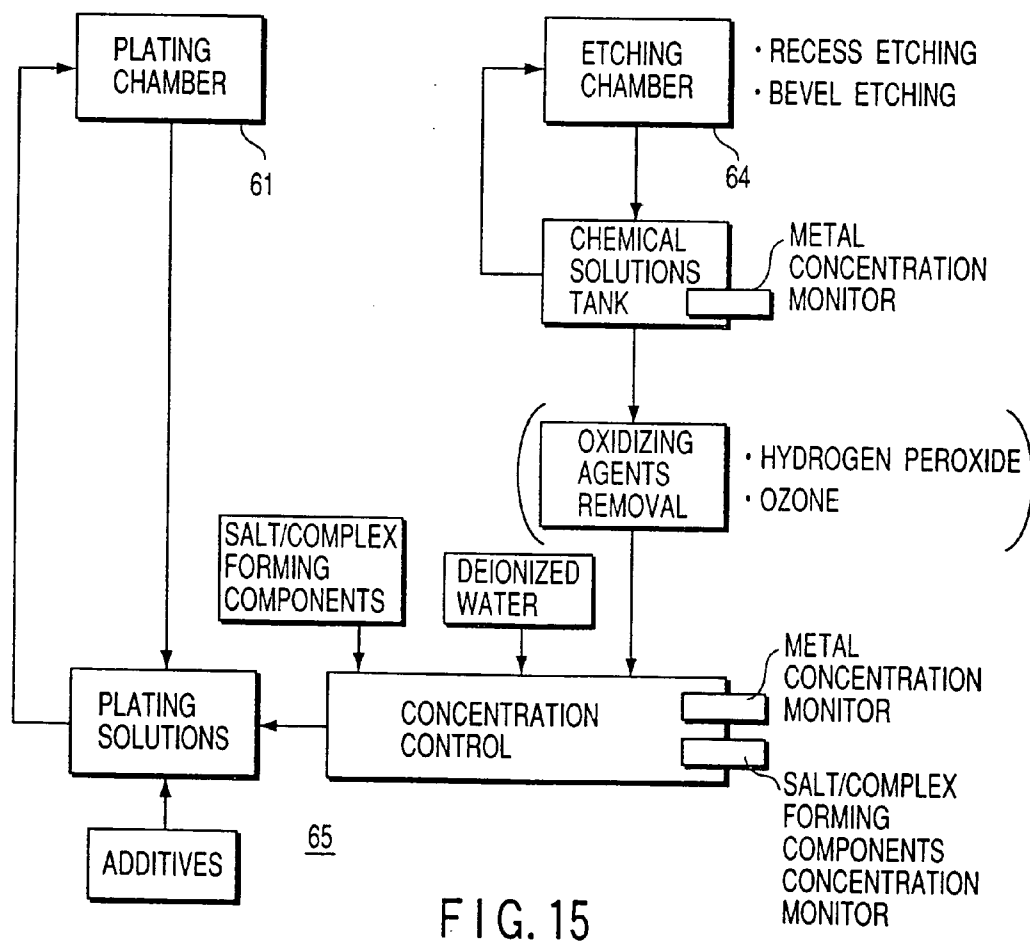 PLATING
CHAMBER
61
ETCHING
CHAMBER
64
· RECESS ETCHING
· BEVEL ETCHING
CHEMICAL
SOLUTIONS
TANK
METAL
CONCENTRATION
MONITOR
OXIDIZING
AGENTS
REMOVAL
· HYDROGEN PEROXIDE
· OZONE
SALT/COMPLEX
FORMING
COMPONENTS
DEIONIZED
WATER
PLATING
SOLUTIONS
CONCENTRATION
CONTROL
METAL
CONCENTRATION
MONITOR
SALT/COMPLEX
FORMING
COMPONENTS
CONCENTRATION
MONITOR
ADDITIVES
65
FIG. 15